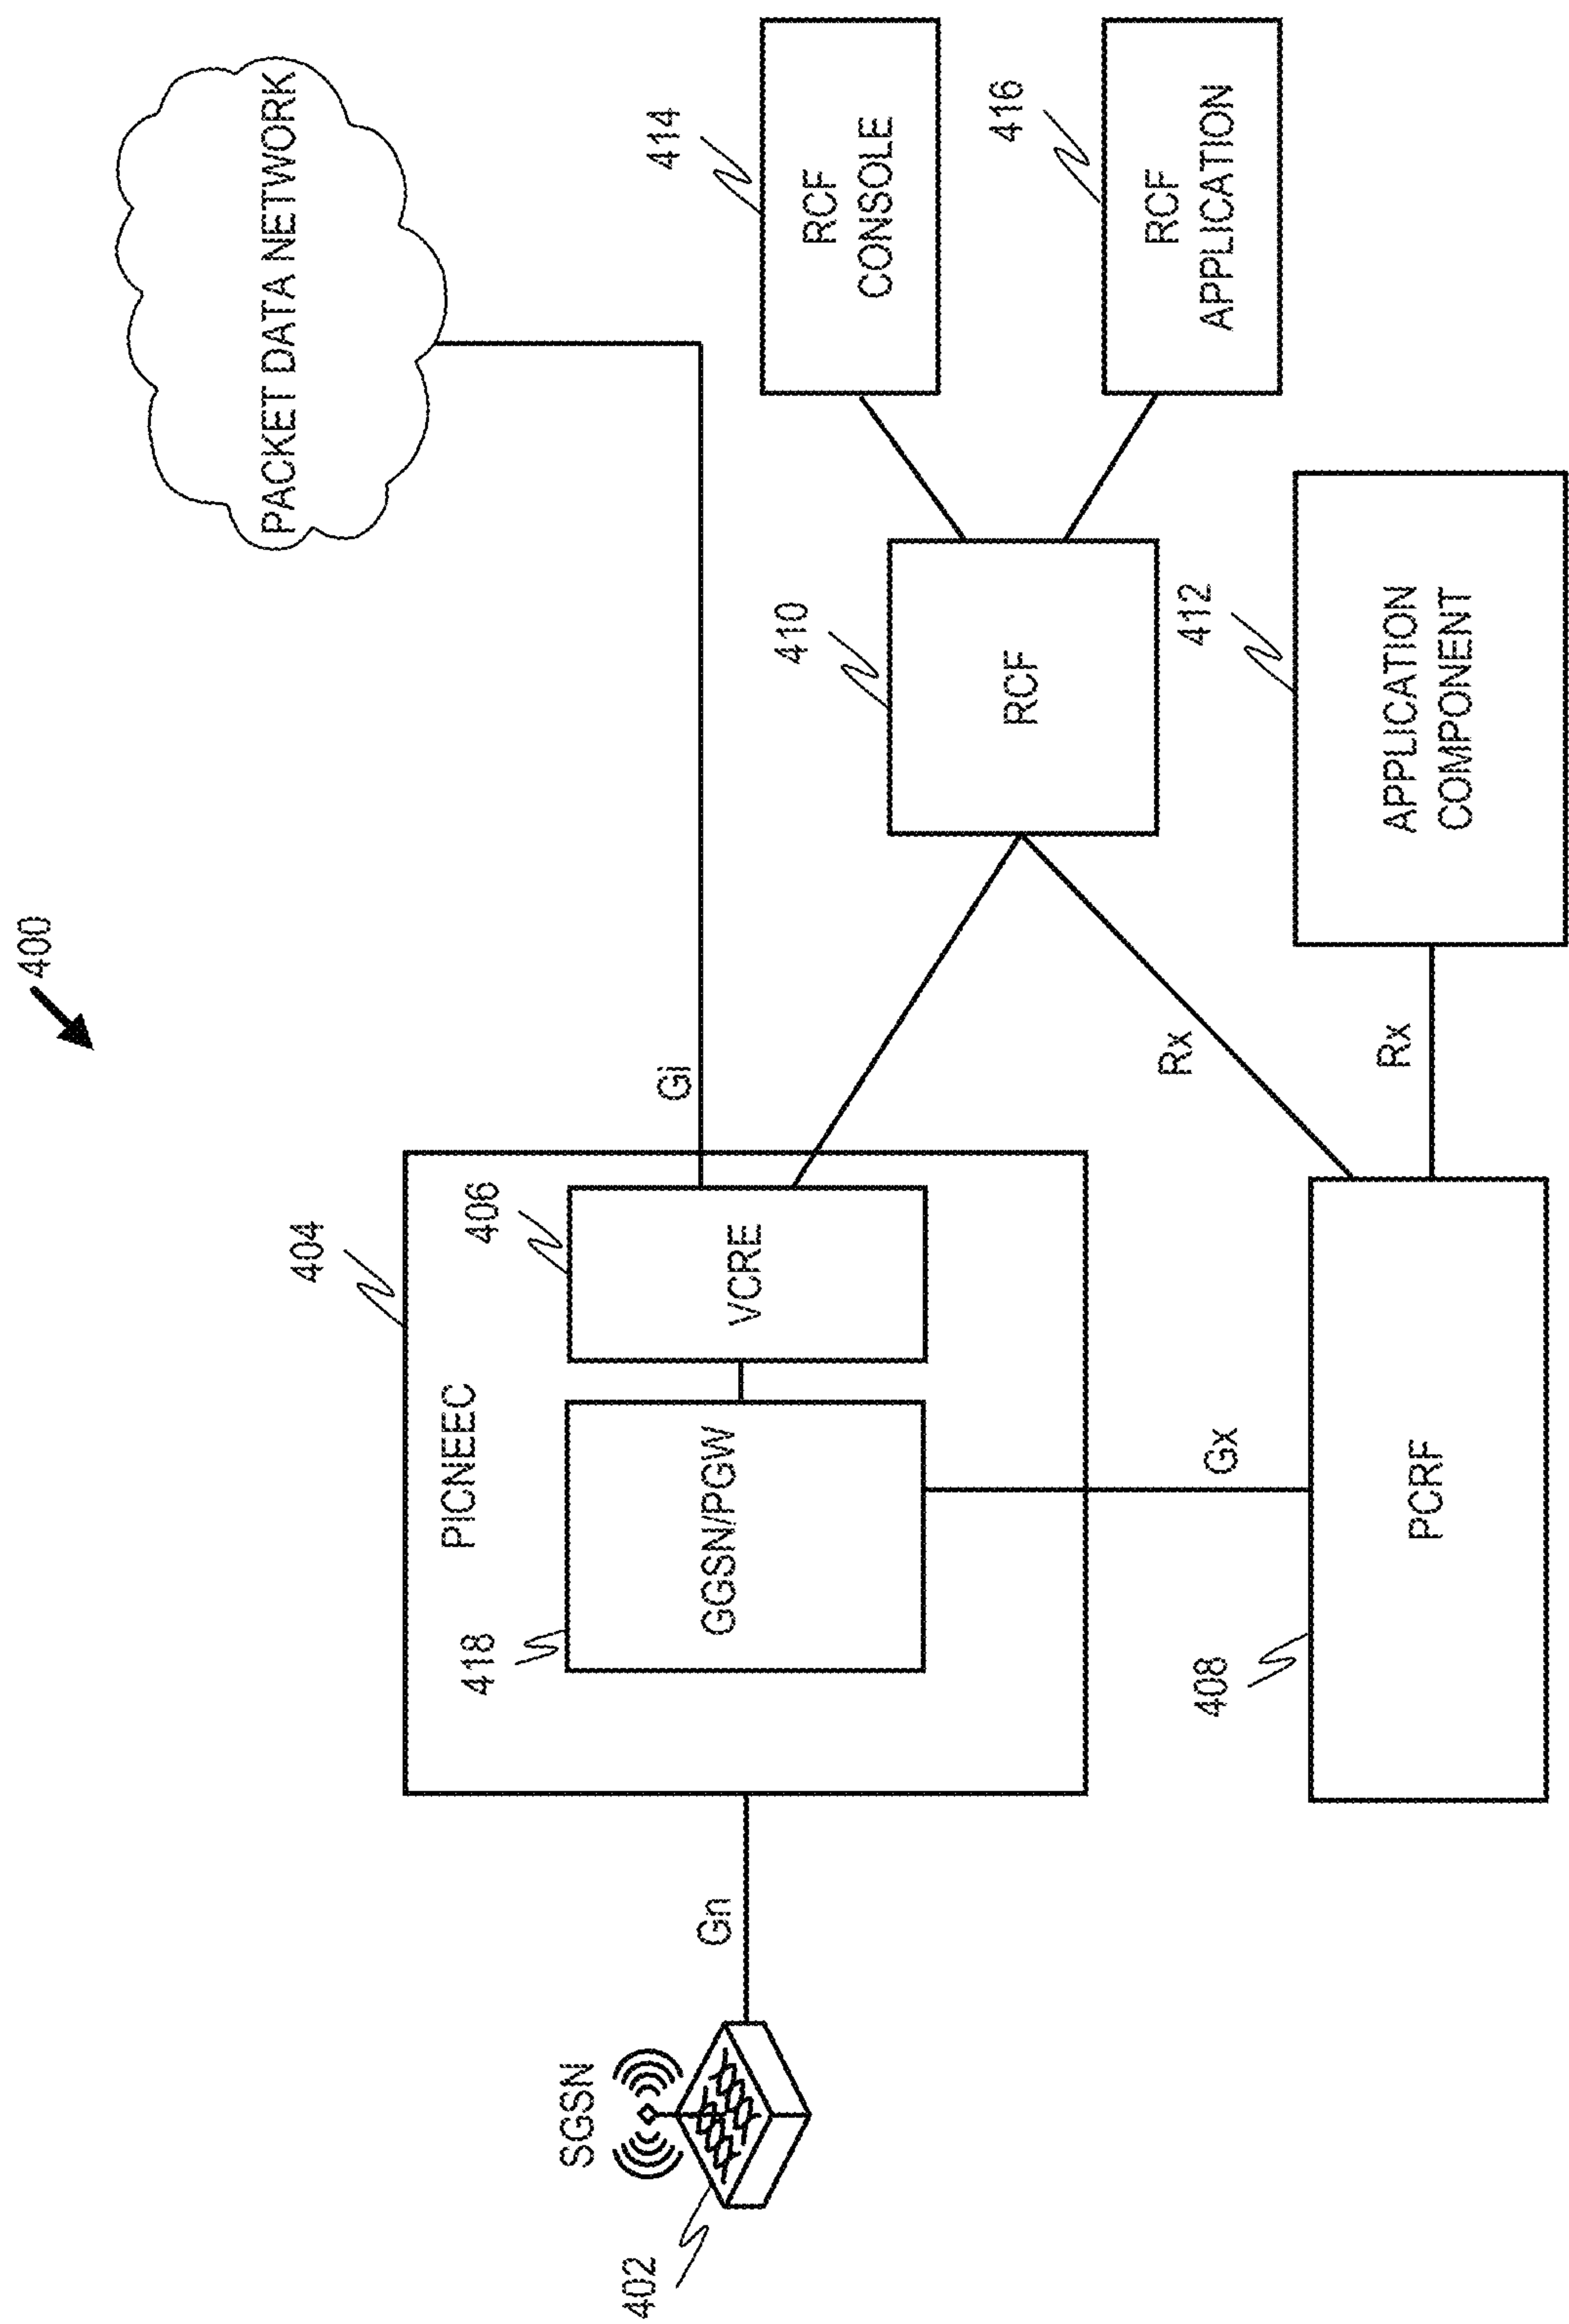 400
PACKET DATA NETWORK
404
PICNEEC
406
Gi
414
RCF
CONSOLE
418
GGSN/PGW
VCRE
SGSN
402
Gn
410
RCF
416
RCF
APPLICATION
Gx
Rx
412
APPLICATION
COMPONENT
408
PCRF
Rx